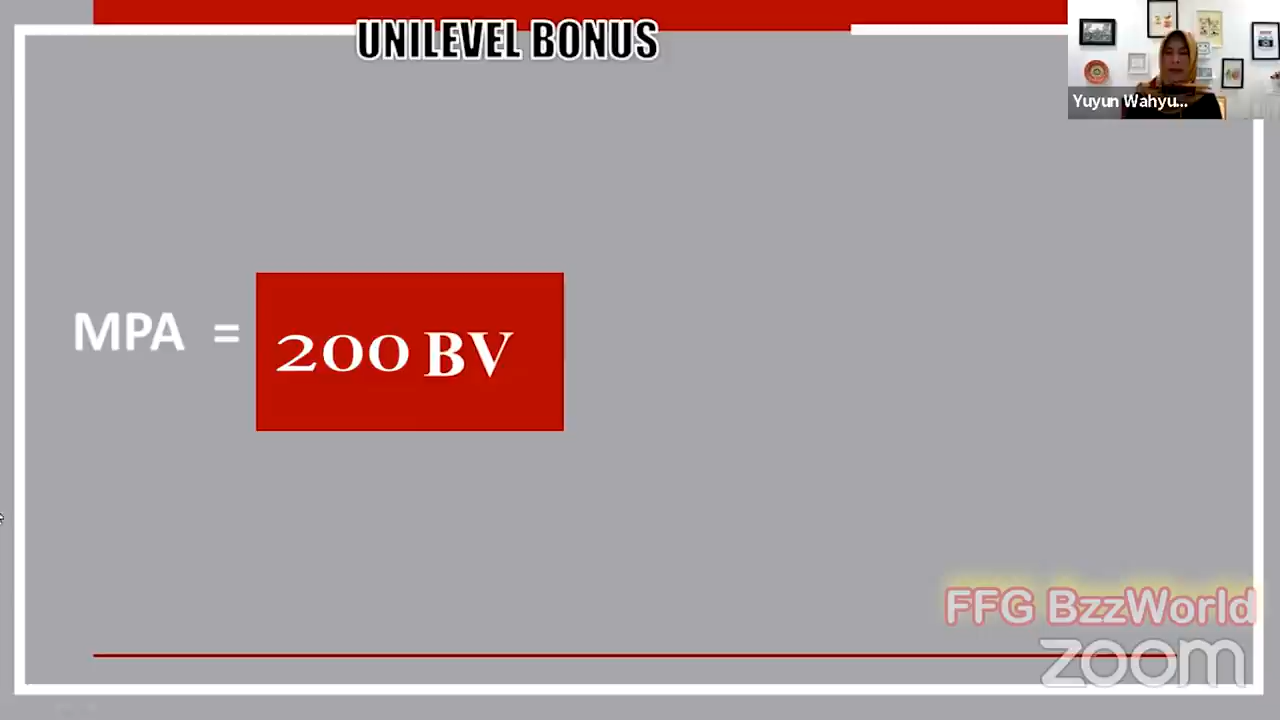 UNILEVEL BONUS
Yuyun Wahyu...
MPA = 200 BV
FFG BzzWorld
zoom